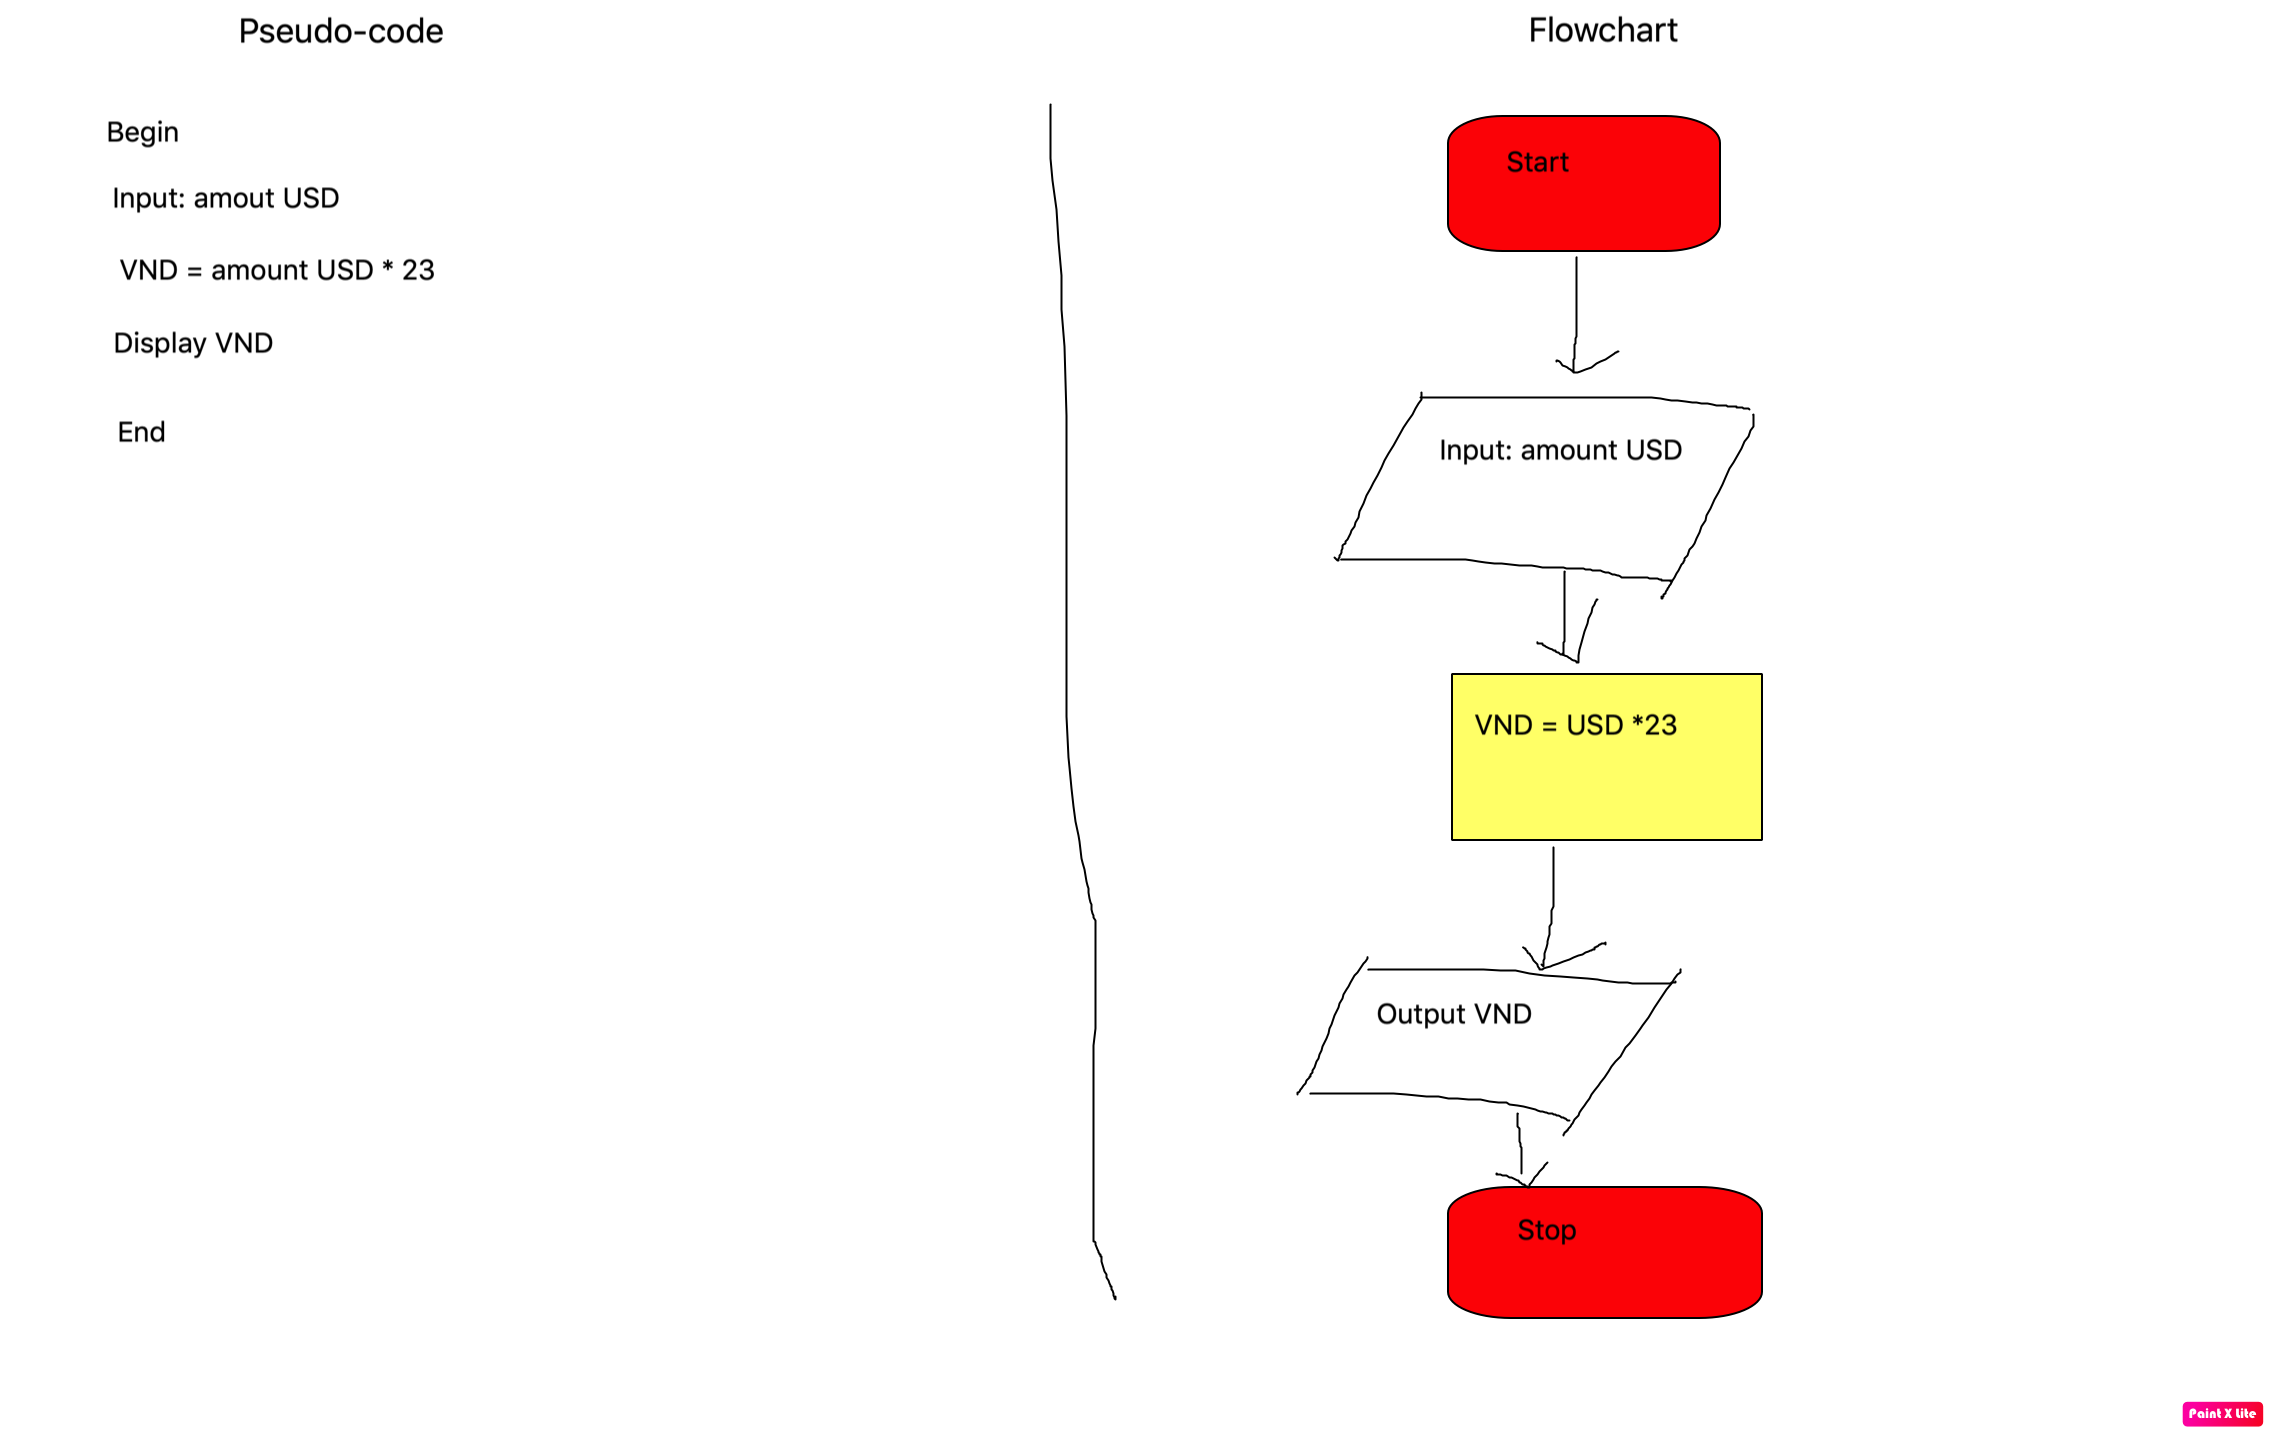 Pseudo-code
Begin
Input: amout USD
VND = amount USD * 23
Display VND
End
Flowchart
Start
Input: amount USD
VND = USD *23
Output VND
Stop
Paint X Lite